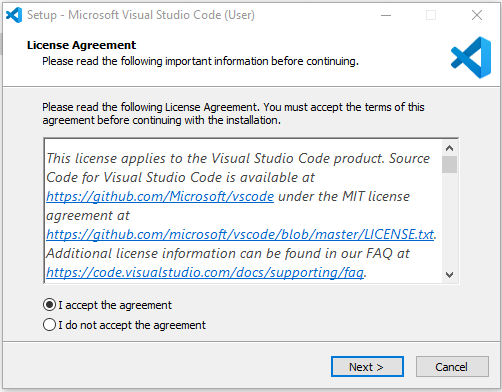 Setup - Microsoft Visual Studio Code (User)
License Agreement
Please read the following important information before continuing.
Please read the following License Agreement. You must accept the terms of this
agreement before continuing with the installation.
This license applies to the Visual Studio Code product. Source
Code for Visual Studio Code is available at
https://github.com/Microsoft/vscode under the MIT license
agreement at
https://github.com/microsoft/vscode/blob/master/LICENSE.txt.
Additional license information can be found in our FAQ at
https://code.visualstudio.com/docs/supporting/faq.
I accept the agreement
I do not accept the agreement
Next >
Cancel